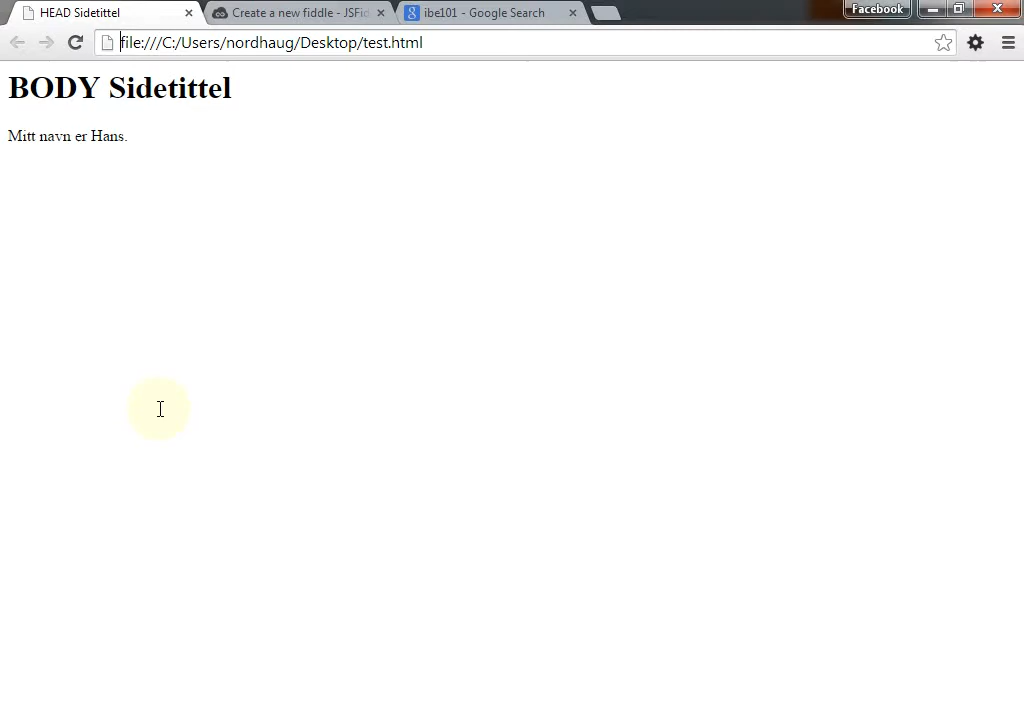 HEAD Sidetittel
Create a new fiddle - JSFid
ibe101 - Google Search
Facebook
file:///C:/Users/nordhaug/Desktop/test.html
BODY Sidetittel
Mitt navn er Hans.